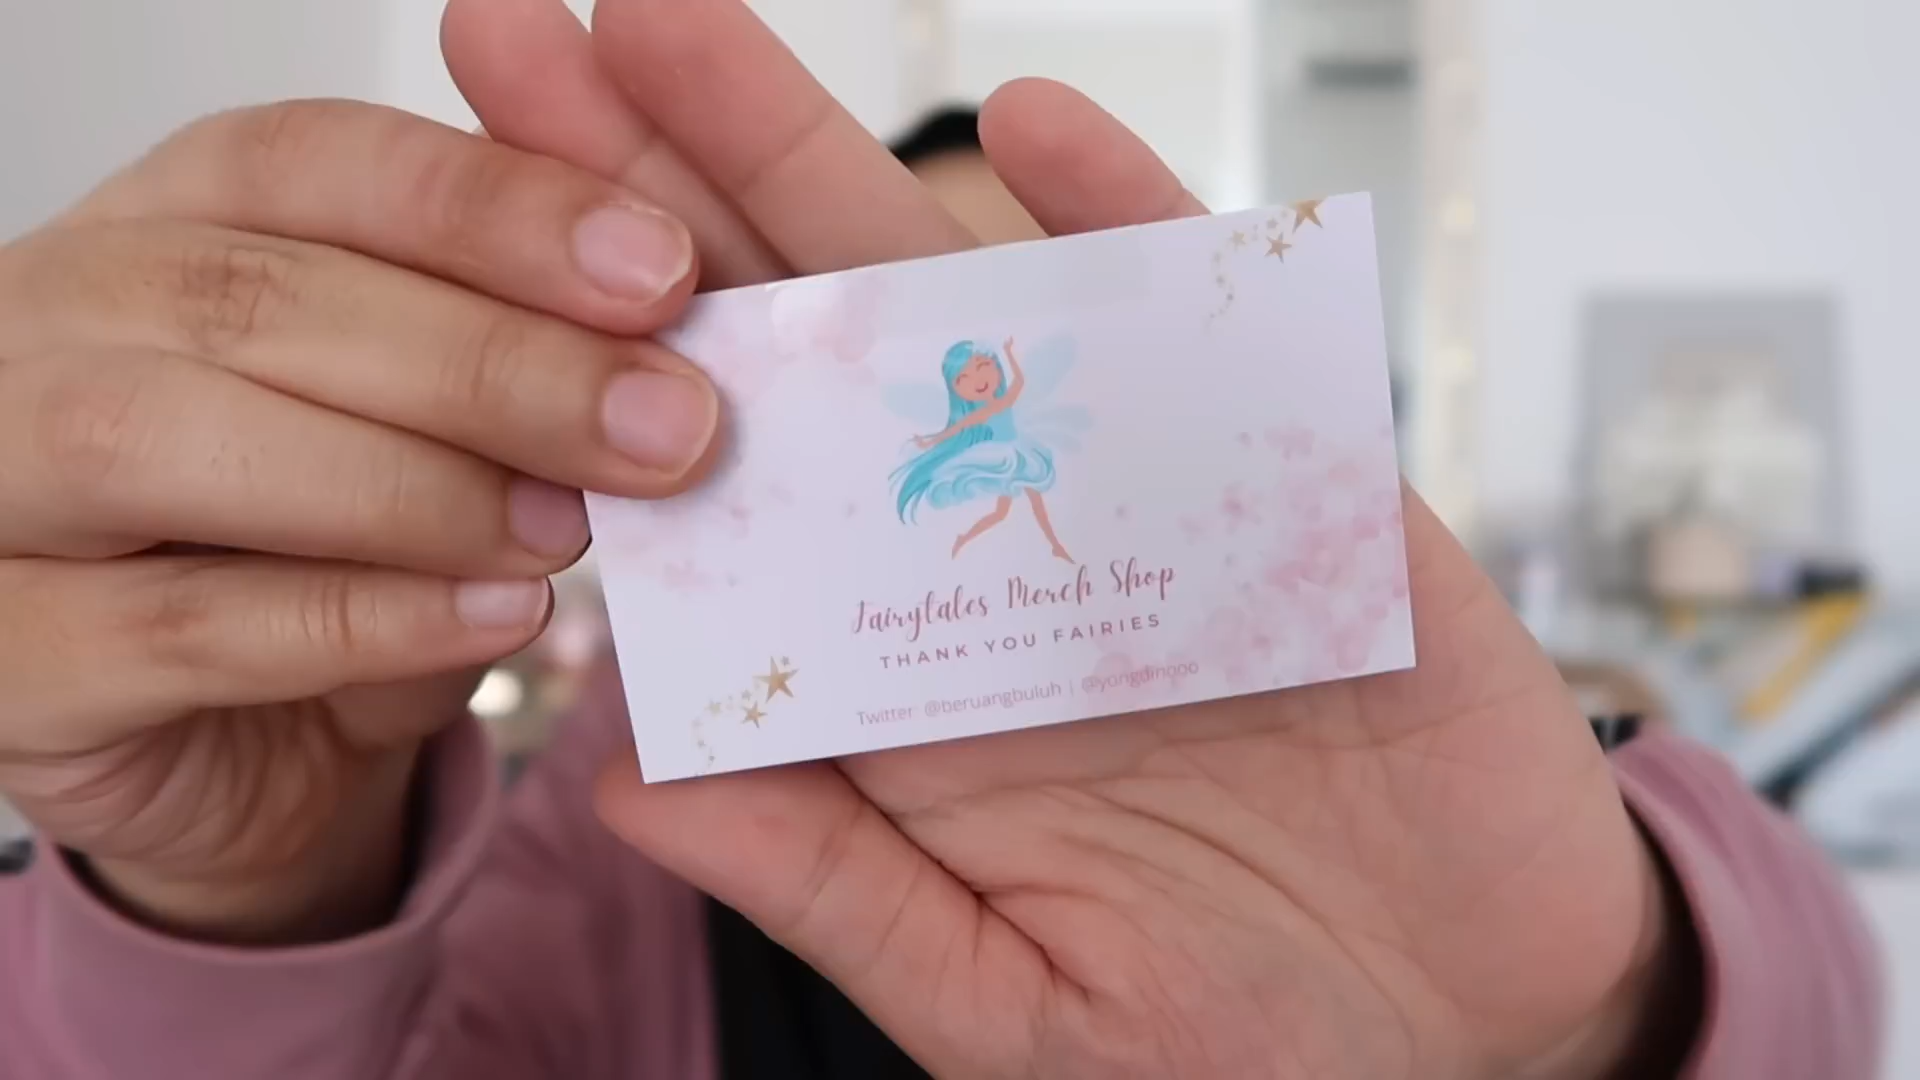 Fairytales Merch Shop
THANK YOU FAIRIES
Twitter: @beruangbuluh | @yongdinooo